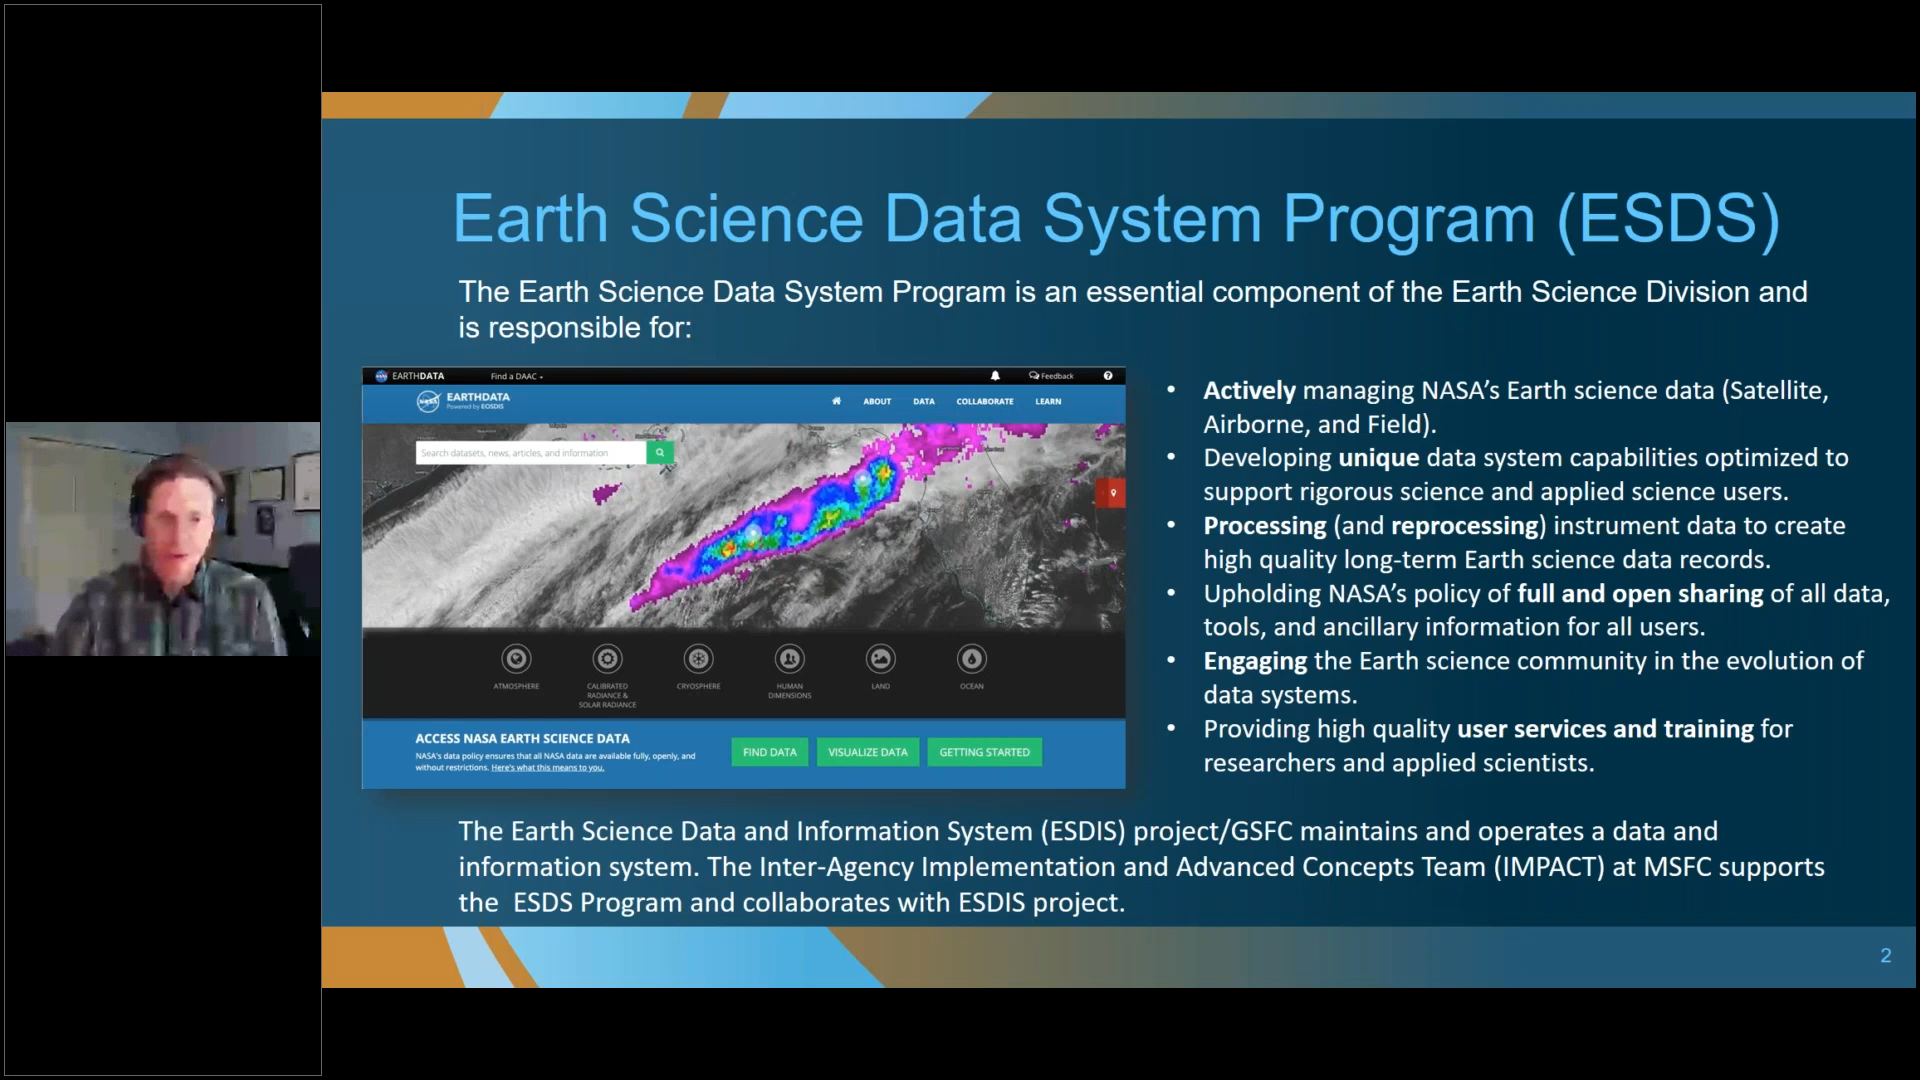 Earth Science Data System Program (ESDS)
The Earth Science Data System Program is an essential component of the Earth Science Division and
is responsible for:
EARTHDATA
Find a DAAC
Feedback
EARTHDATA
Powered by EOSDIS
ABOUT
DATA
COLLABORATE
LEARN
Search datasets, news, articles, and information
ATMOSPHERE
CALIBRATED
RADIANCE &
SOLAR RADIANCE
CRYOSPHERE
HUMAN
DIMENSIONS
LAND
OCEAN
ACCESS NASA EARTH SCIENCE DATA
NASA's data policy ensures that all NASA data are available fully, openly, and
without restrictions. Here's what this means to you.
FIND DATA
VISUALIZE DATA
GETTING STARTED
• Actively managing NASA's Earth science data (Satellite,
Airborne, and Field).
• Developing unique data system capabilities optimized to
support rigorous science and applied science users.
• Processing (and reprocessing) instrument data to create
high quality long-term Earth science data records.
• Upholding NASA's policy of full and open sharing of all data,
tools, and ancillary information for all users.
• Engaging the Earth science community in the evolution of
data systems.
• Providing high quality user services and training for
researchers and applied scientists.
The Earth Science Data and Information System (ESDIS) project/GSFC maintains and operates a data and
information system. The Inter-Agency Implementation and Advanced Concepts Team (IMPACT) at MSFC supports
the  ESDS Program and collaborates with ESDIS project.
2